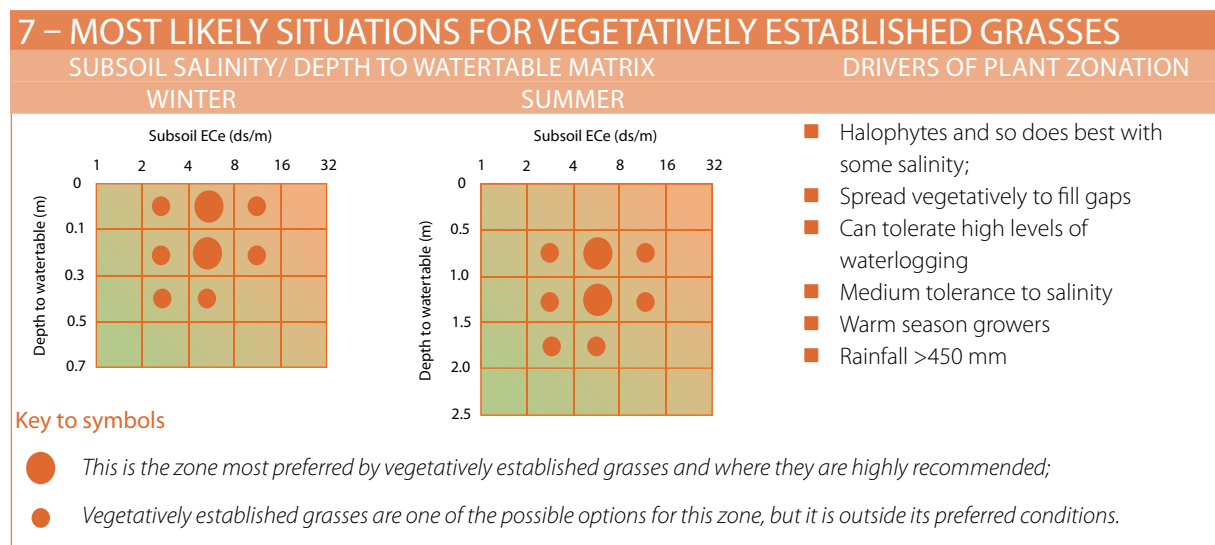 7 – MOST LIKELY SITUATIONS FOR VEGETATIVELY ESTABLISHED GRASSES
SUBSOIL SALINITY/ DEPTH TO WATERTABLE MATRIX
DRIVERS OF PLANT ZONATION
WINTER
SUMMER
Subsoil ECe (ds/m)
1 2 4 8 16 32
Depth to watertable (m)
0
0.1
0.3
0.5
0.7
Subsoil ECe (ds/m)
1 2 4 8 16 32
Depth to watertable (m)
0
0.5
1.0
1.5
2.0
2.5
Halophytes and so does best with
some salinity;
Spread vegetatively to fill gaps
Can tolerate high levels of
waterlogging
Medium tolerance to salinity
Warm season growers
Rainfall >450 mm
Key to symbols
This is the zone most preferred by vegetatively established grasses and where they are highly recommended;
Vegetatively established grasses are one of the possible options for this zone, but it is outside its preferred conditions.